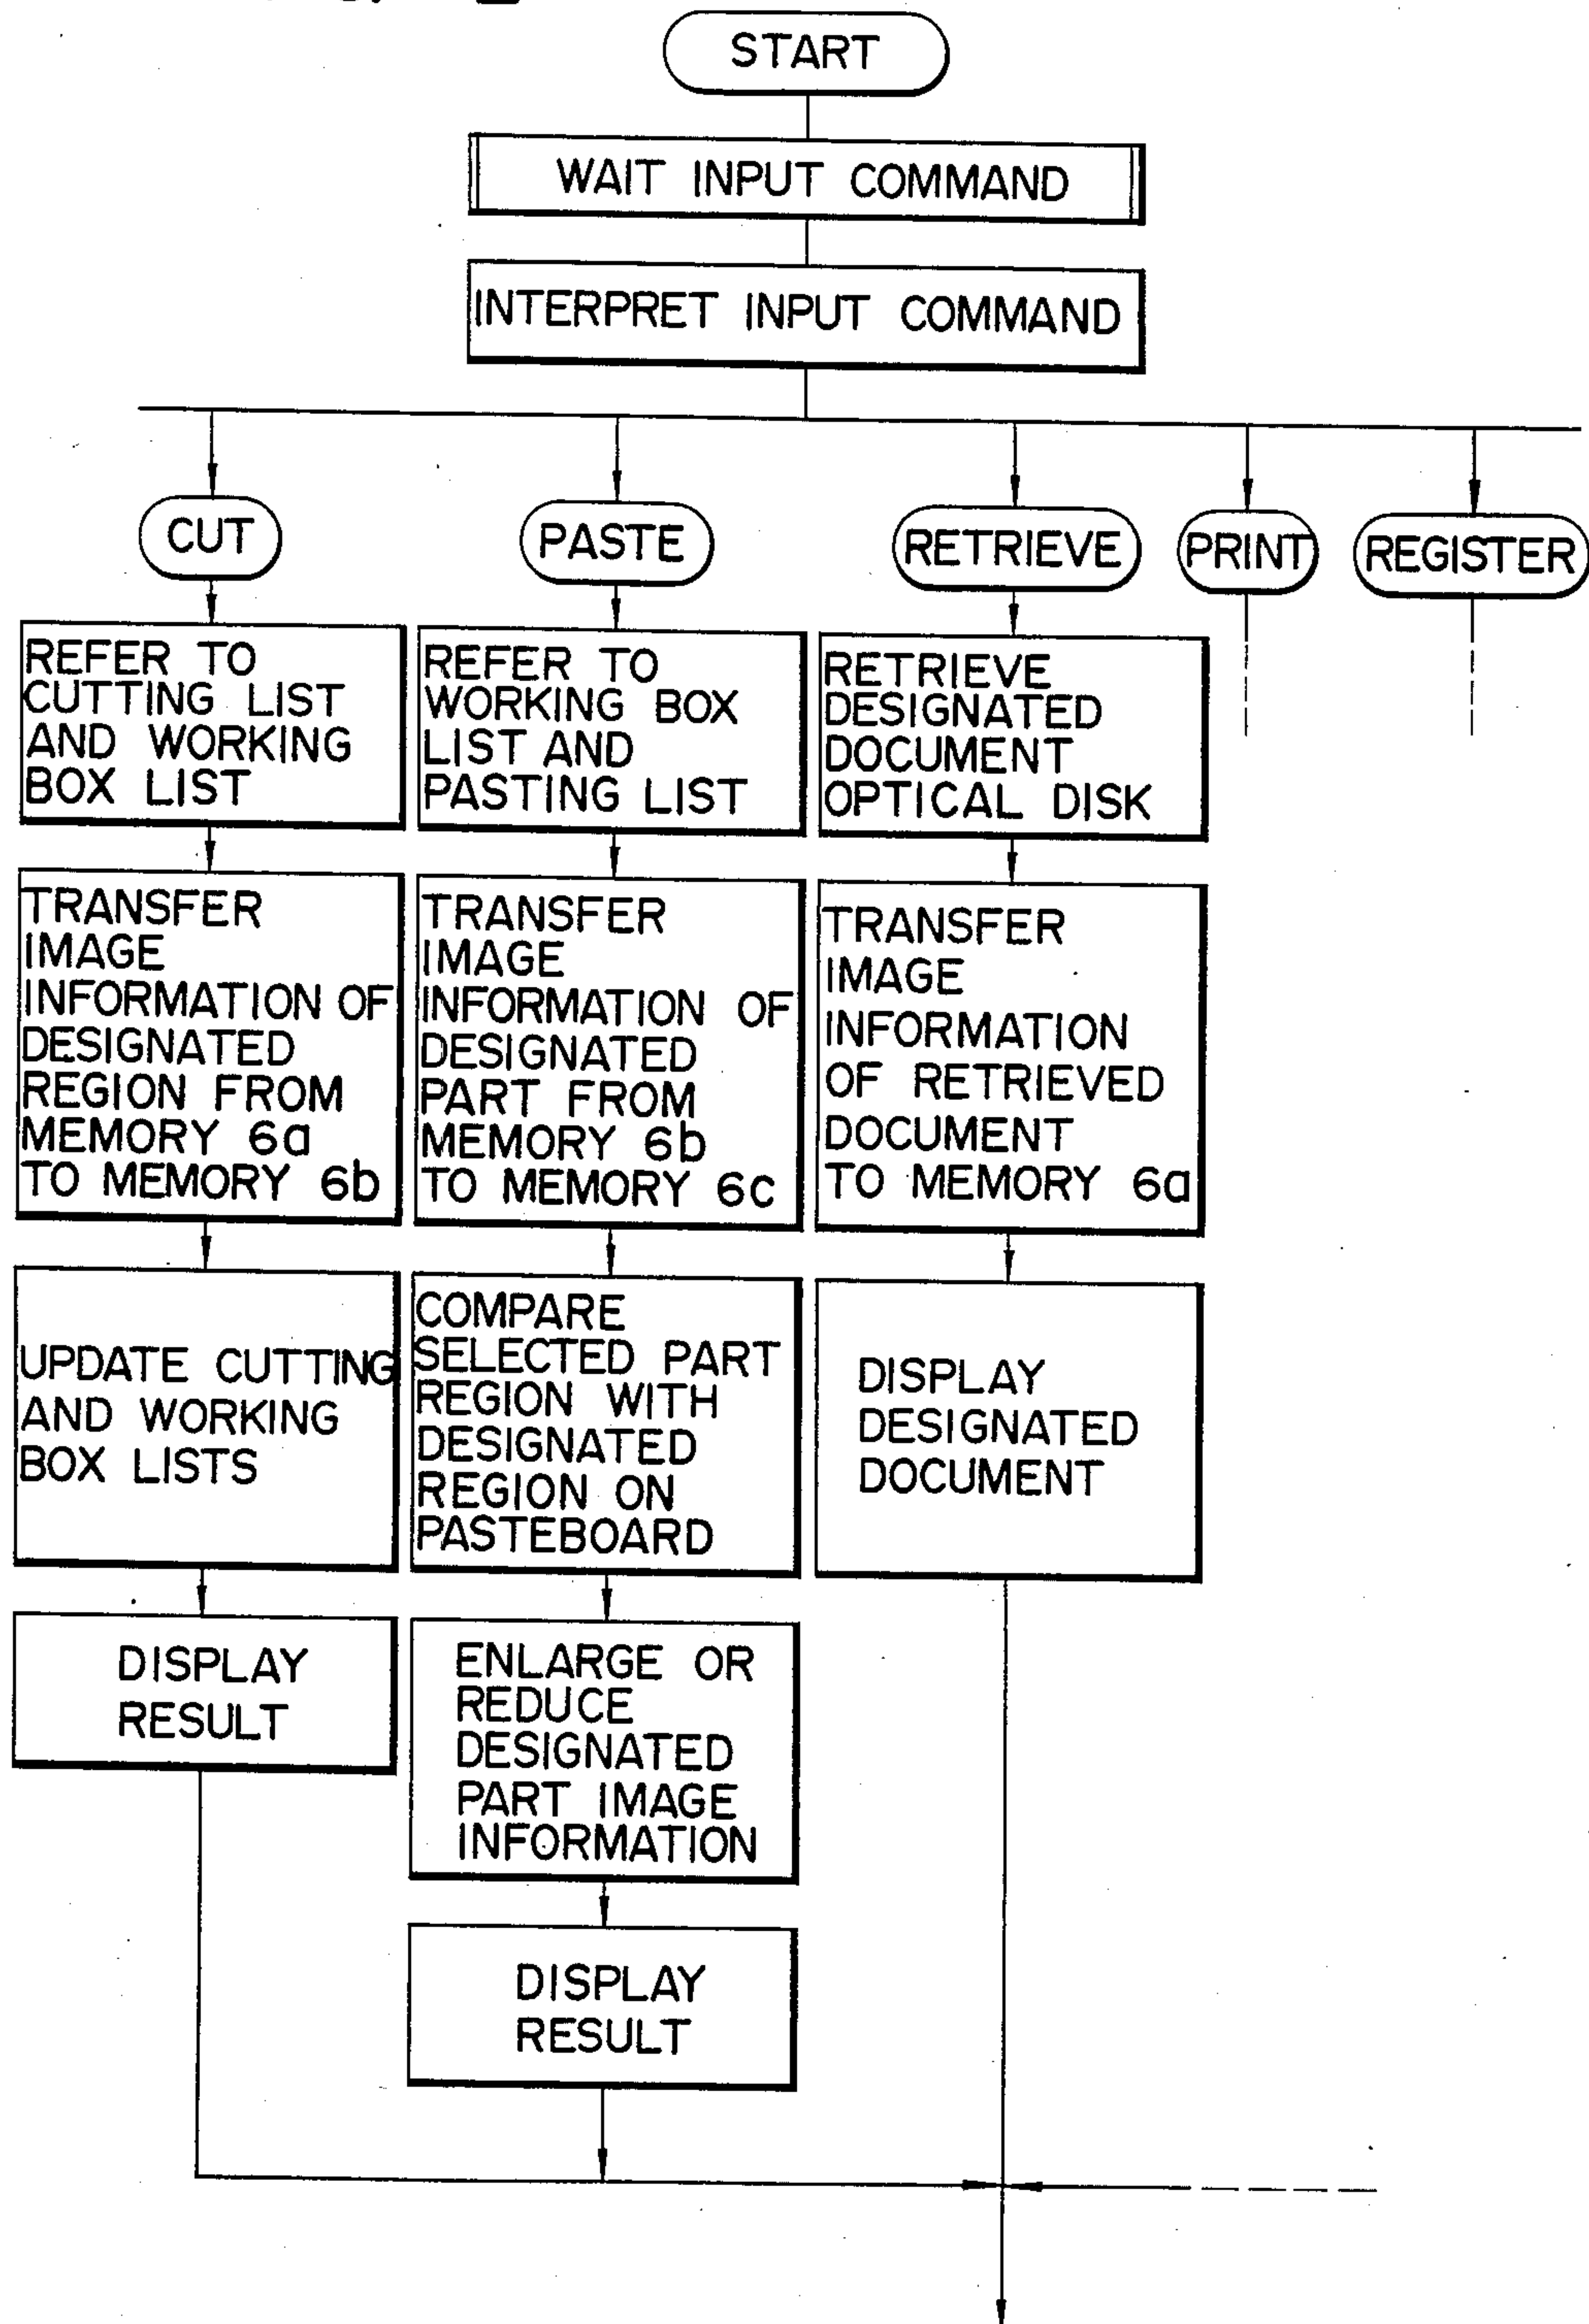 START
WAIT INPUT COMMAND
INTERPRET INPUT COMMAND
CUT
PASTE
RETRIEVE
PRINT
REGISTER
REFER TO
CUTTING LIST
AND WORKING
BOX LIST
TRANSFER
IMAGE
INFORMATION OF
DESIGNATED
REGION FROM
MEMORY 6a
TO MEMORY 6b
UPDATE CUTTING
AND WORKING
BOX LISTS
DISPLAY
RESULT
REFER TO
WORKING BOX
LIST AND
PASTING LIST
TRANSFER
IMAGE
INFORMATION OF
DESIGNATED
PART FROM
MEMORY 6b
TO MEMORY 6c
COMPARE
SELECTED PART
REGION WITH
DESIGNATED
REGION ON
PASTEBOARD
ENLARGE OR
REDUCE
DESIGNATED
PART IMAGE
INFORMATION
DISPLAY
RESULT
RETRIEVE
DESIGNATED
DOCUMENT
OPTICAL DISK
TRANSFER
IMAGE
INFORMATION
OF RETRIEVED
DOCUMENT
TO MEMORY 6a
DISPLAY
DESIGNATED
DOCUMENT